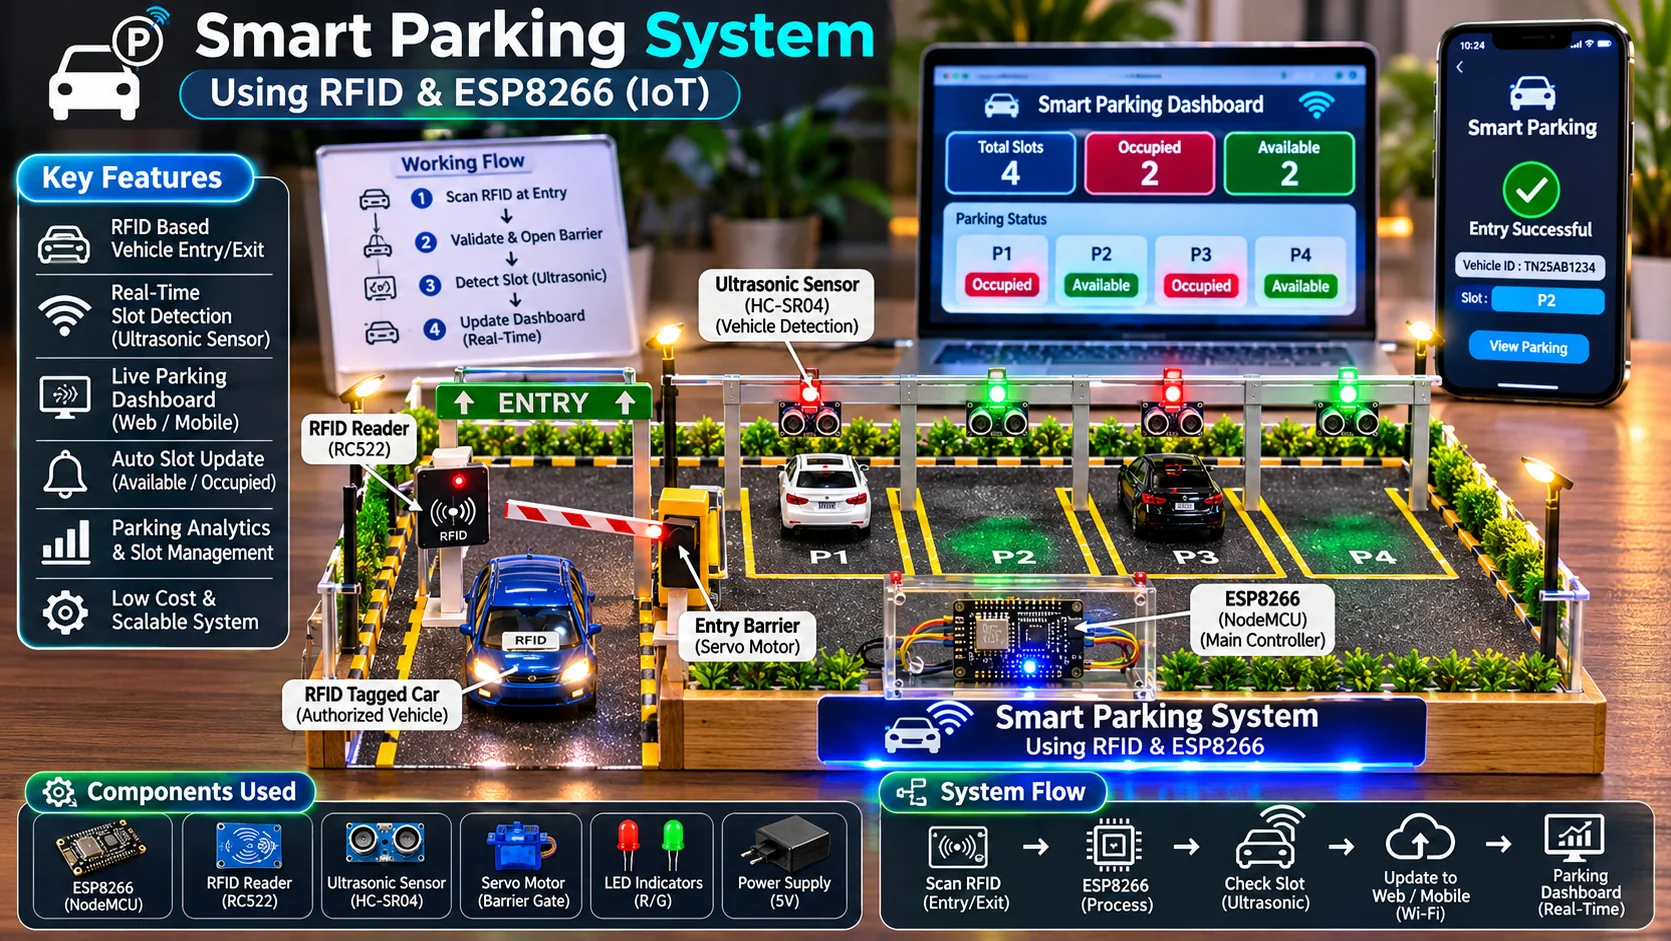 P
Smart Parking System
Using RFID & ESP8266 (IoT)
Key Features
RFID Based
Vehicle Entry/Exit
Real-Time
Slot Detection
(Ultrasonic Sensor)
Live Parking
Dashboard
(Web / Mobile)
Auto Slot Update
(Available / Occupied)
Parking Analytics
& Slot Management
Low Cost &
Scalable System
Working Flow
1 Scan RFID at Entry
2 Validate & Open Barrier
3 Detect Slot (Ultrasonic)
4 Update Dashboard
(Real-Time)
Smart Parking Dashboard
Total Slots
4
Occupied
2
Available
2
Parking Status
P1
Occupied
P2
Available
P3
Occupied
P4
Available
10:24
Smart Parking
Entry Successful
Vehicle ID : TN25AB1234
Slot : P2
View Parking
Ultrasonic Sensor
(HC-SR04)
(Vehicle Detection)
ENTRY
RFID Reader
(RC522)
RFID
P1
P2
P3
P4
RFID
Entry Barrier
(Servo Motor)
ESP8266
(NodeMCU)
(Main Controller)
RFID Tagged Car
(Authorized Vehicle)
Smart Parking System
Using RFID & ESP8266
Components Used
ESP8266
(NodeMCU)
RFID Reader
(RC522)
Ultrasonic Sensor
(HC-SR04)
Servo Motor
(Barrier Gate)
LED Indicators
(R/G)
Power Supply
(5V)
System Flow
Scan RFID
(Entry/Exit)
ESP8266
(Process)
Check Slot
(Ultrasonic)
Update to
Web / Mobile
(Wi-Fi)
Parking
Dashboard
(Real-Time)